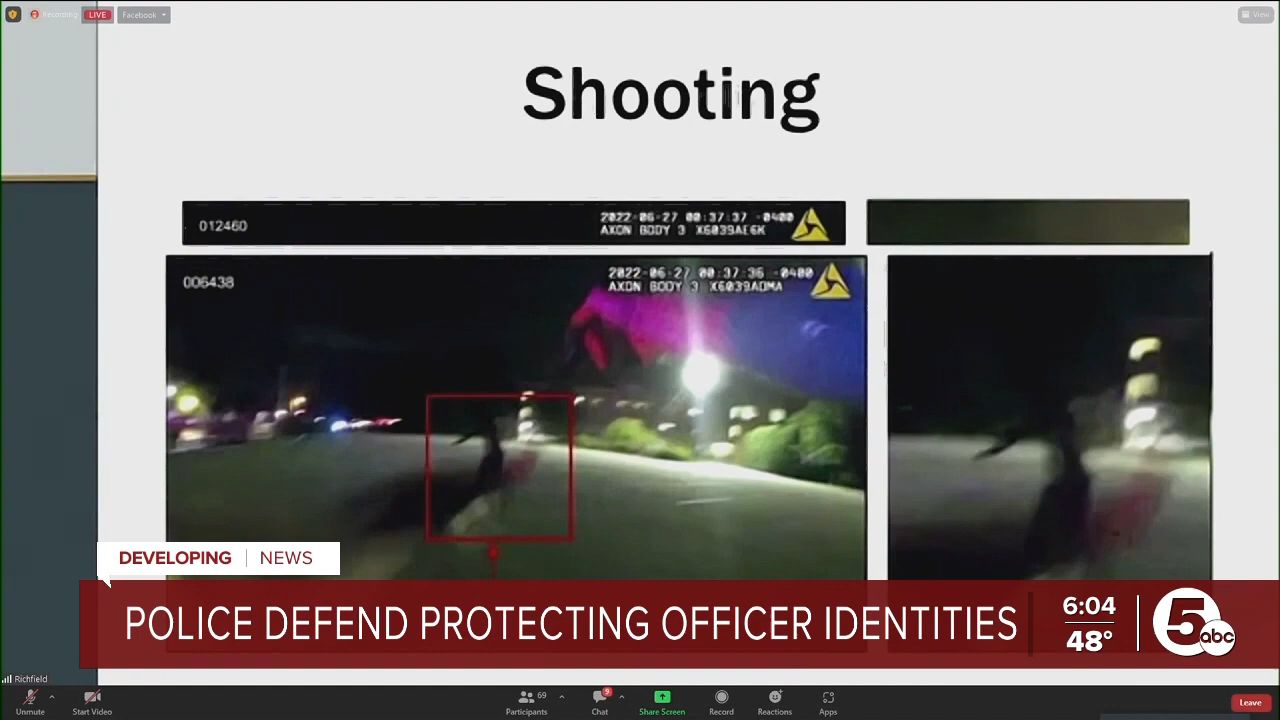 Recording
LIVE
Facebook
View
Shooting
012460
2022-06-27 00:37:37 -0400
AXON BODY 3 X6039AE6K
006438
2022-06-27 00:37:36 -0400
AXON BODY 3 X6039ADMA
DEVELOPING | NEWS
POLICE DEFEND PROTECTING OFFICER IDENTITIES
6:04
48°
5 abc
Richfield
Unmute
Start Video
69
Participants
9
Chat
Share Screen
Record
Reactions
Apps
Leave